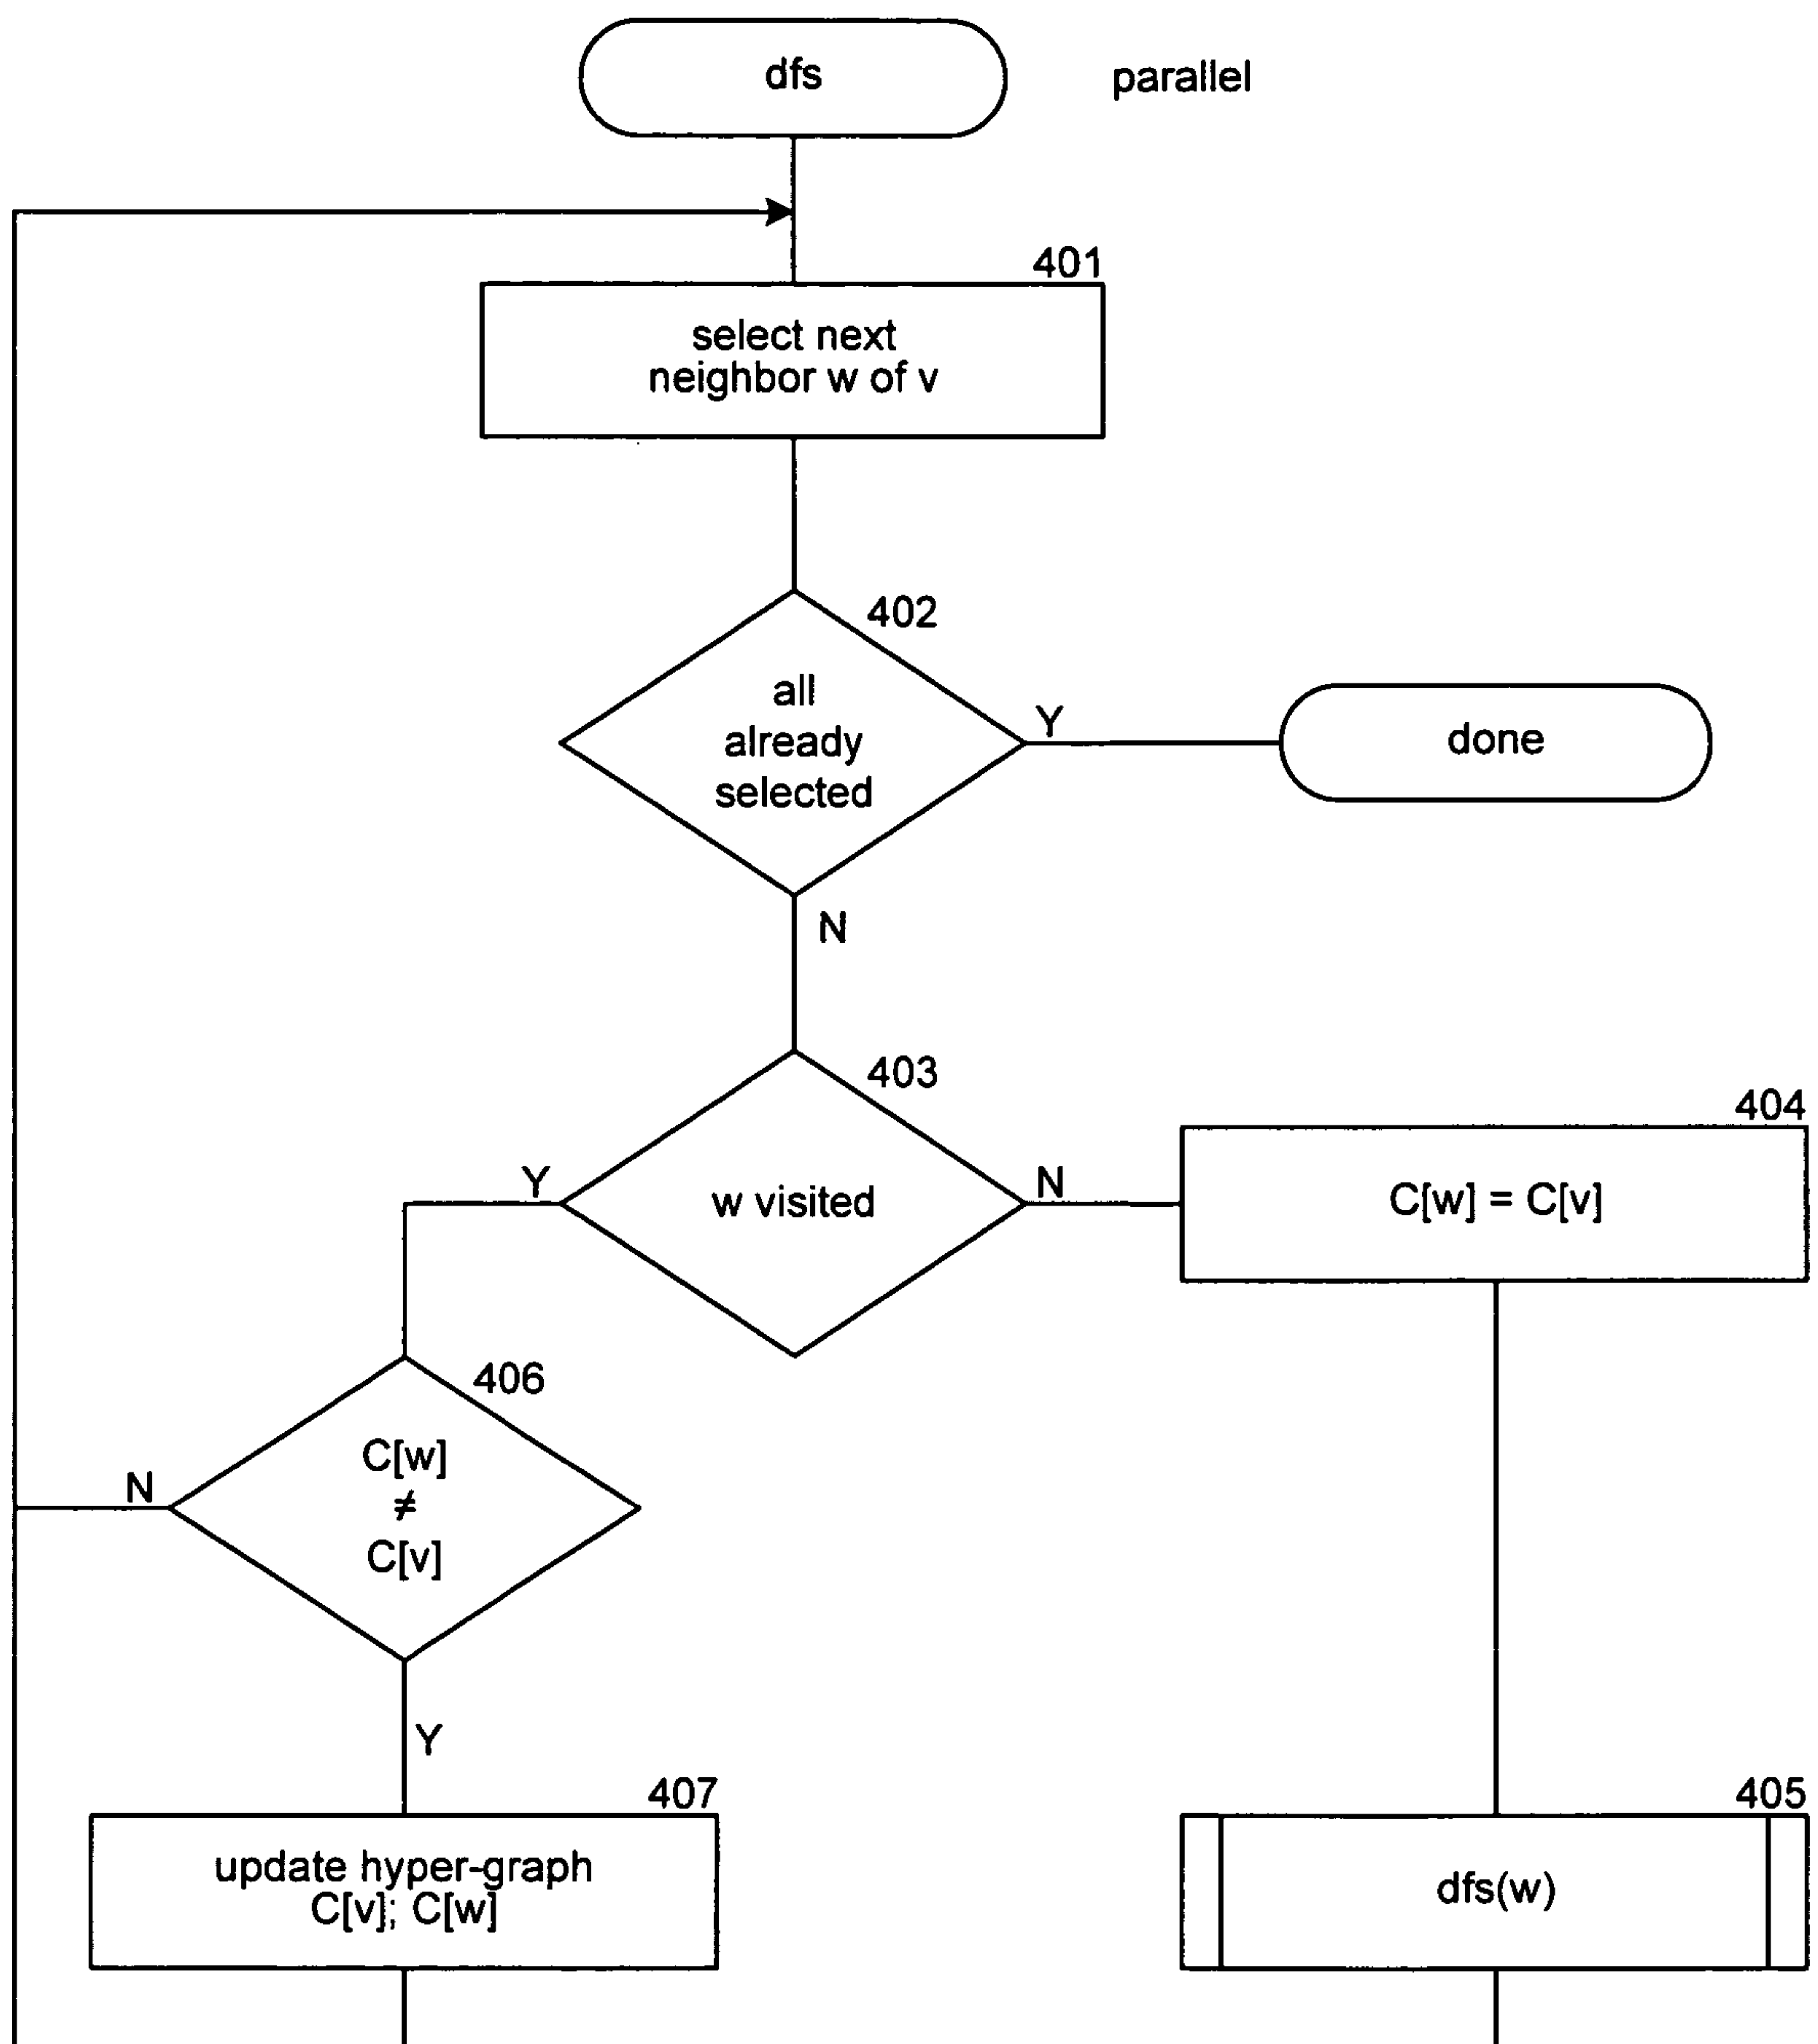 dfs
parallel
401
select next
neighbor w of v
402
all
already
selected
Y
done
N
403
w visited
Y
N
404
C[w] = C[v]
406
C[w]
≠
C[v]
N
Y
407
update hyper-graph
C[v]; C[w]
405
dfs(w)